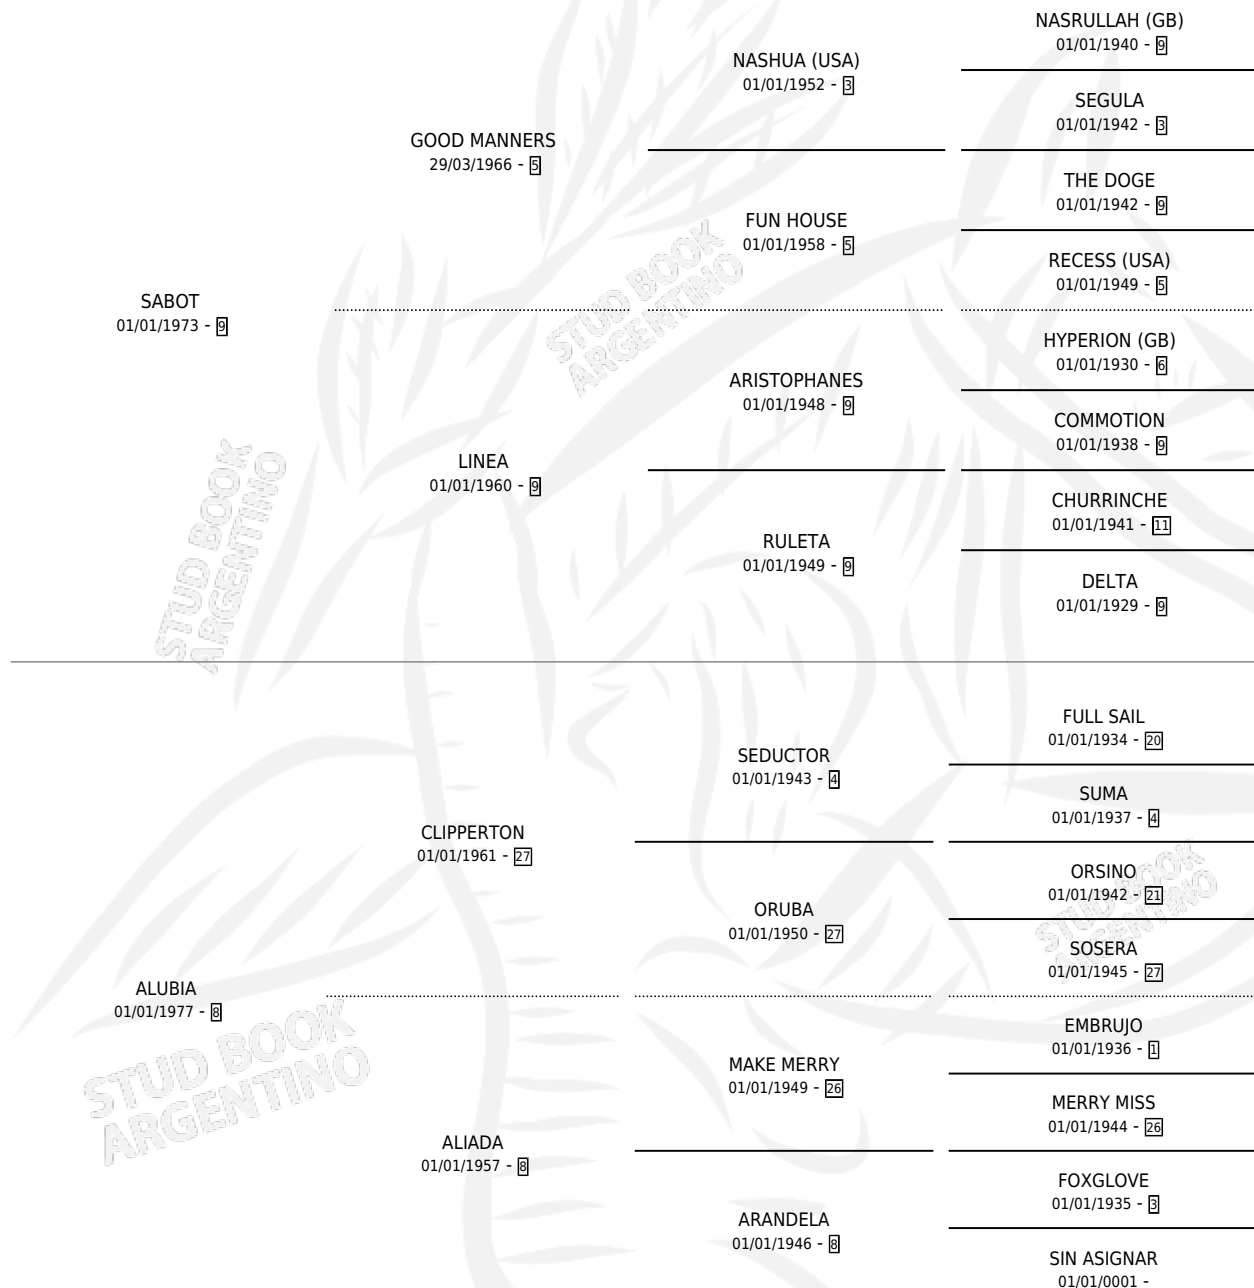 NASRULLAH (GB)
01/01/1940 - 9
NASHUA (USA)
01/01/1952 - 3
SEGULA
01/01/1942 - 3
GOOD MANNERS
29/03/1966 - 5
THE DOGE
01/01/1942 - 9
FUN HOUSE
01/01/1958 - 5
RECESS (USA)
01/01/1949 - 5
SABOT
01/01/1973 - 9
HYPERION (GB)
01/01/1930 - 6
ARISTOPHANES
01/01/1948 - 9
COMMOTION
01/01/1938 - 9
LINEA
01/01/1960 - 9
CHURRINCHE
01/01/1941 - 11
RULETA
01/01/1949 - 9
DELTA
01/01/1929 - 9
FULL SAIL
01/01/1934 - 20
SEDUCTOR
01/01/1943 - 4
SUMA
01/01/1937 - 4
CLIPPERTON
01/01/1961 - 27
ORSINO
01/01/1942 - 21
ORUBA
01/01/1950 - 27
SOSERA
01/01/1945 - 27
ALUBIA
01/01/1977 - 8
EMBRUJO
01/01/1936 - 1
MAKE MERRY
01/01/1949 - 26
MERRY MISS
01/01/1944 - 26
ALIADA
01/01/1957 - 8
FOXGLOVE
01/01/1935 - 3
ARANDELA
01/01/1946 - 8
SIN ASIGNAR
01/01/0001 -
STUD BOOK
ARGENTINO
STUD BOOK
ARGENTINO
STUD BOOK
ARGENTINO
STUD BOOK
ARGENTINO